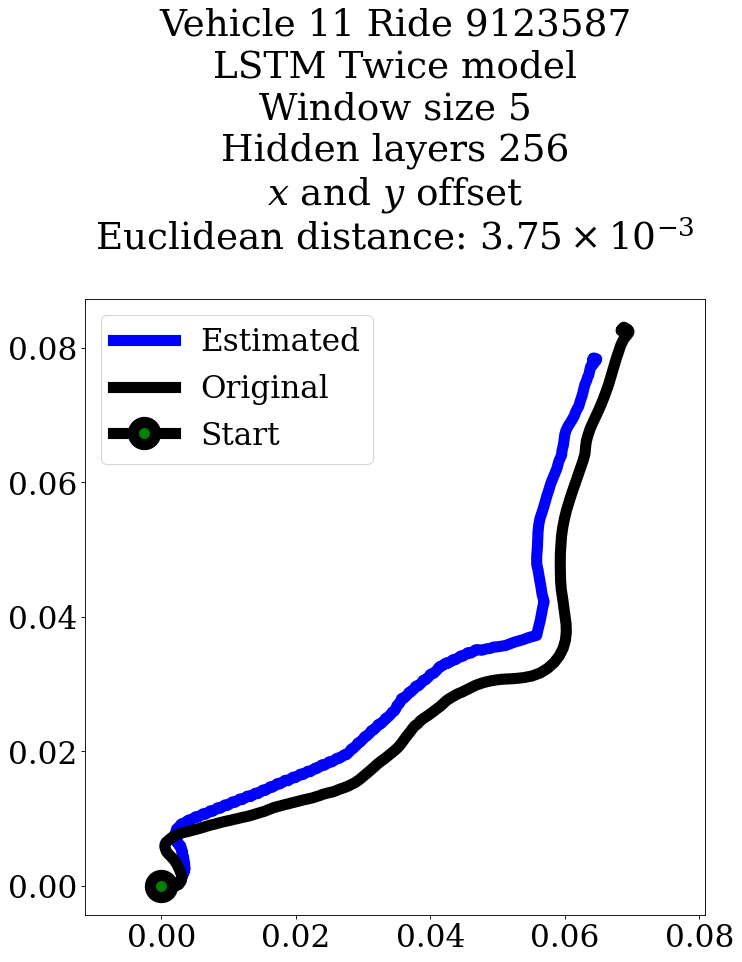 Vehicle 11 Ride 9123587
LSTM Twice model
Window size 5
Hidden layers 256
x and y offset
Euclidean distance: 3.75 × 10⁻³
Estimated
Original
Start
0.08
0.06
0.04
0.02
0.00
0.00 0.02 0.04 0.06 0.08